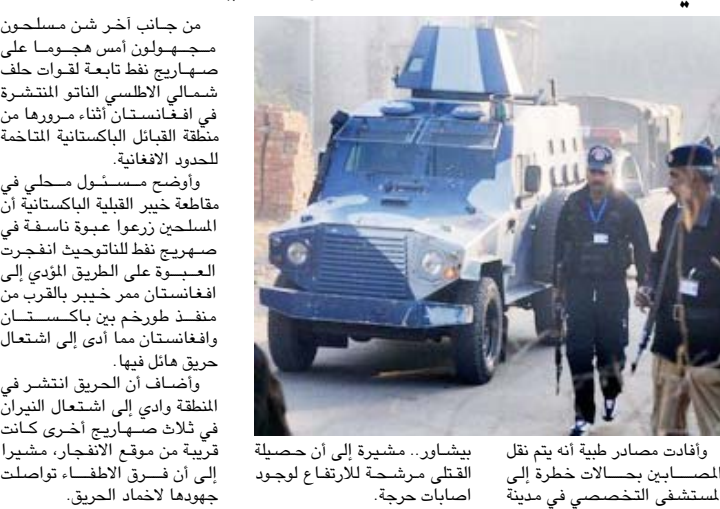 وأفادت مصادر طبية أنه يتم نقل
المصابين بحالات خطرة إلى
المستشفى التخصصي في مدينة
بيشاور.. مشيرة إلى أن حصيلة
القتلى مرشحة للارتفاع لوجود
اصابات حرجة.
من جانب آخر شن مسلحون
مجهولون أمس هجوما على
صهاريج نفط تابعة لقوات حلف
شمالي الاطلسي الناتو المنتشرة
في افغانستان أثناء مرورها من
منطقة القبائل الباكستانية المتاخمة
للحدود الافغانية.
وأوضح مسئول محلي في
مقاطعة خيبر القبلية الباكستانية أن
المسلحين زرعوا عبوة ناسفة في
صهريج نفط للناتوحيث انفجرت
العبوة على الطريق المؤدي إلى
افغانستان ممر خيبر بالقرب من
منفذ طورخم بين باكستان
وافغانستان مما أدى إلى اشتعال
حريق هائل فيها.
وأضاف أن الحريق انتشر في
المنطقة وادي إلى اشتعال النيران
في ثلاث صهاريج أخرى كانت
قريبة من موقع الانفجار، مشيرا
إلى أن فرق الاطفاء تواصلت
جهودها لاخماد الحريق.